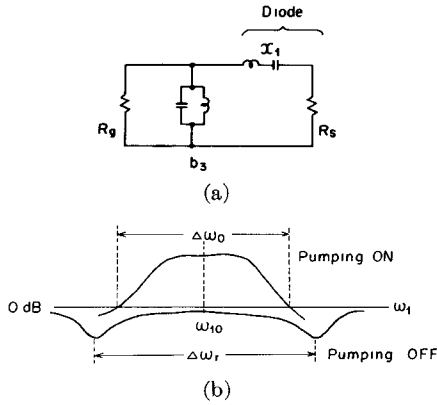 Diode
x₁
Rg
Rs
b₃
(a)
Δω₀
Pumping ON
0 dB
ω₁
ω₁₀
Δωᵣ
Pumping OFF
(b)